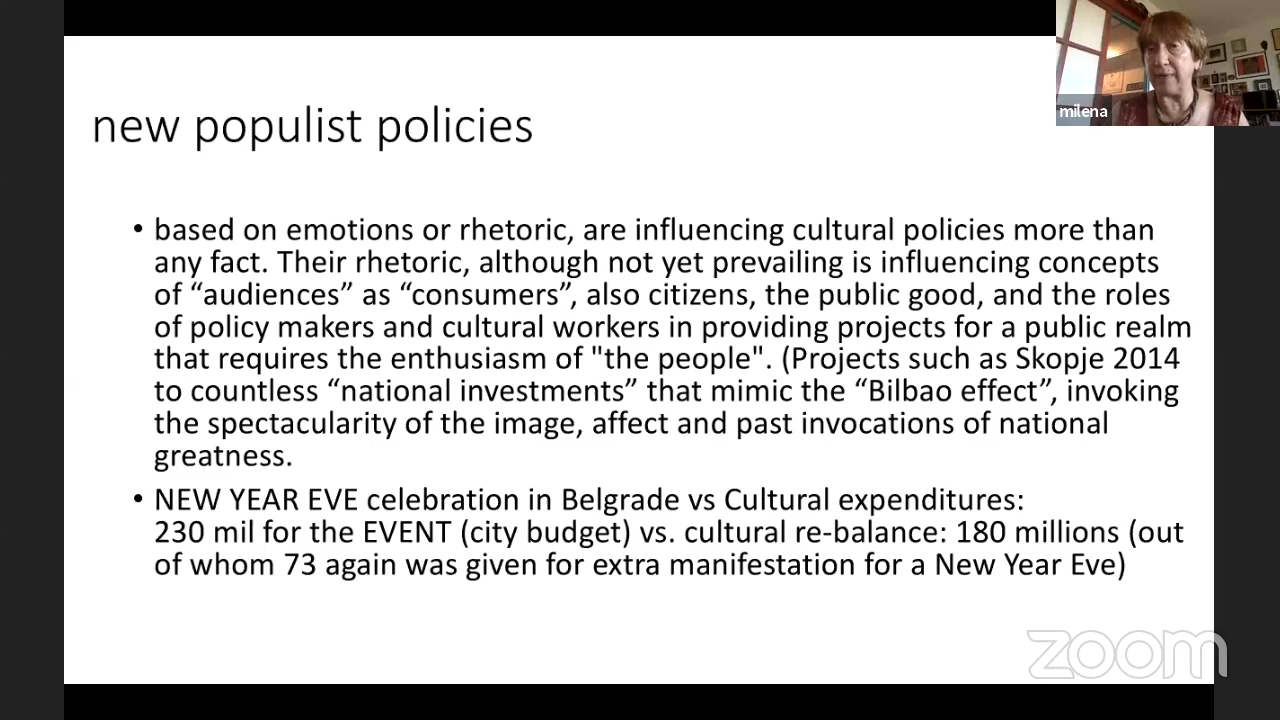 milena
new populist policies
• based on emotions or rhetoric, are influencing cultural policies more than
any fact. Their rhetoric, although not yet prevailing is influencing concepts
of “audiences” as “consumers”, also citizens, the public good, and the roles
of policy makers and cultural workers in providing projects for a public realm
that requires the enthusiasm of "the people". (Projects such as Skopje 2014
to countless “national investments” that mimic the “Bilbao effect”, invoking
the spectacularity of the image, affect and past invocations of national
greatness.
• NEW YEAR EVE celebration in Belgrade vs Cultural expenditures:
230 mil for the EVENT (city budget) vs. cultural re-balance: 180 millions (out
of whom 73 again was given for extra manifestation for a New Year Eve)
zoom